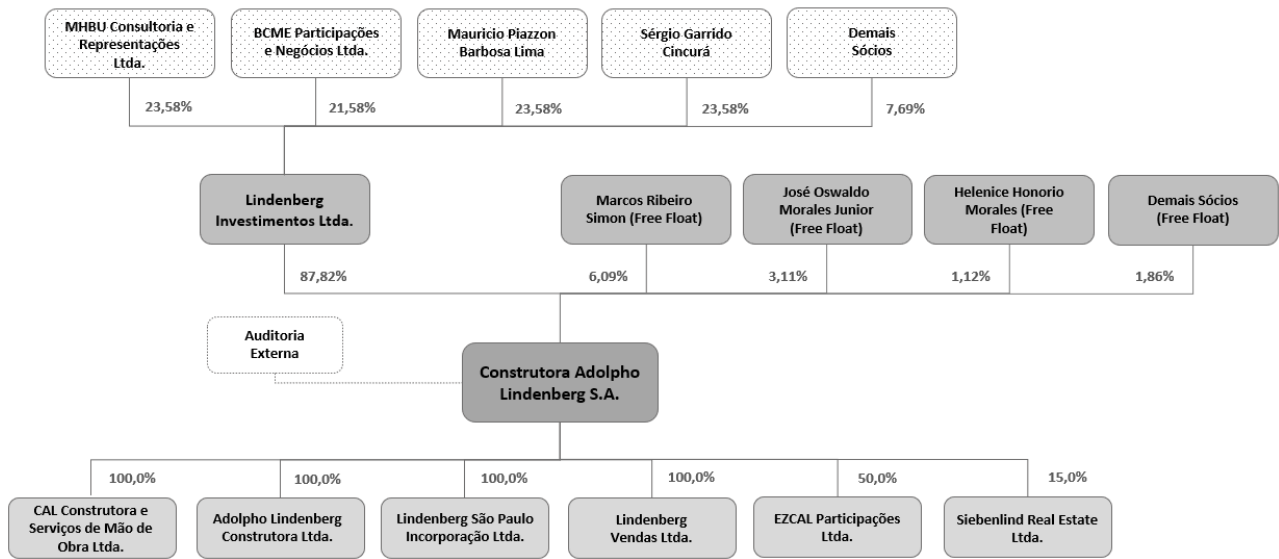 MHBU Consultoria e
Representações
Ltda.
BCME Participações
e Negócios Ltda.
Mauricio Piazzon
Barbosa Lima
Sérgio Garrido
Cincurá
Demais
Sócios
23,58%
21,58%
23,58%
23,58%
7,69%
Lindenberg
Investimentos Ltda.
Marcos Ribeiro
Simon (Free Float)
José Oswaldo
Morales Junior
(Free Float)
Helenice Honorio
Morales (Free
Float)
Demais Sócios
(Free Float)
87,82%
6,09%
3,11%
1,12%
1,86%
Auditoria
Externa
Construtora Adolpho
Lindenberg S.A.
100,0%
100,0%
100,0%
100,0%
50,0%
15,0%
CAL Construtora e
Serviços de Mão de
Obra Ltda.
Adolpho Lindenberg
Construtora Ltda.
Lindenberg São Paulo
Incorporação Ltda.
Lindenberg
Vendas Ltda.
EZCAL Participações
Ltda.
Siebenlind Real Estate
Ltda.